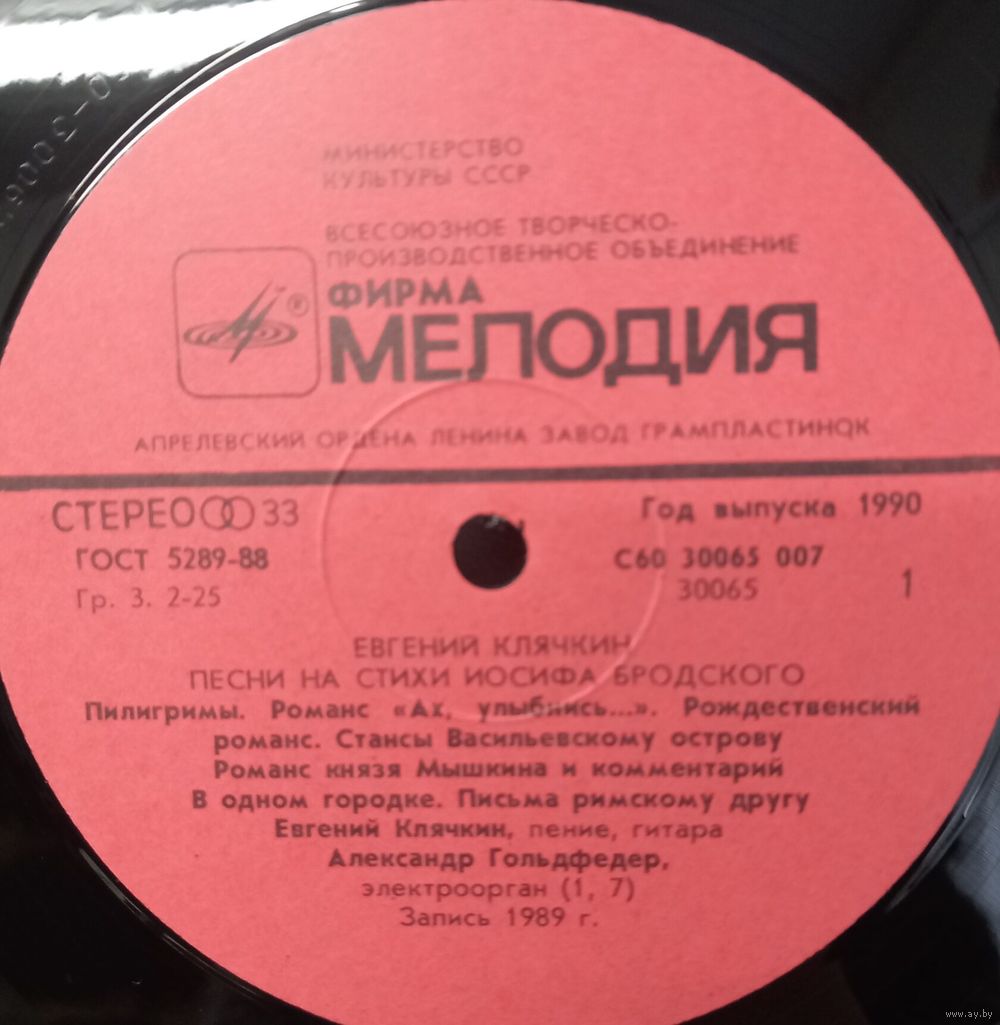 МИНИСТЕРСТВО
КУЛЬТУРЫ СССР
ВСЕСОЮЗНОЕ ТВОРЧЕСКО-
ПРОИЗВОДСТВЕННОЕ ОБЪЕДИНЕНИЕ
®
ФИРМА
МЕЛОДИЯ
АПРЕЛЕВСКИЙ ОРДЕНА ЛЕНИНА ЗАВОД ГРАМПЛАСТИНОК
СТЕРЕО 33
Год выпуска 1990
ГОСТ 5289-88
С60 30065 007
Гр. 3. 2-25
30065
1
ЕВГЕНИЙ КЛЯЧКИН
ПЕСНИ НА СТИХИ ИОСИФА БРОДСКОГО
Пилигримы. Романс «Ах, улыбнись...». Рождественский
романс. Стансы Васильевскому острову
Романс князя Мышкина и комментарий
В одном городке. Письма римскому другу
Евгений Клячкин, пение, гитара
Александр Гольдфедер,
электроорган (1, 7)
Запись 1989 г.
www.ay.by